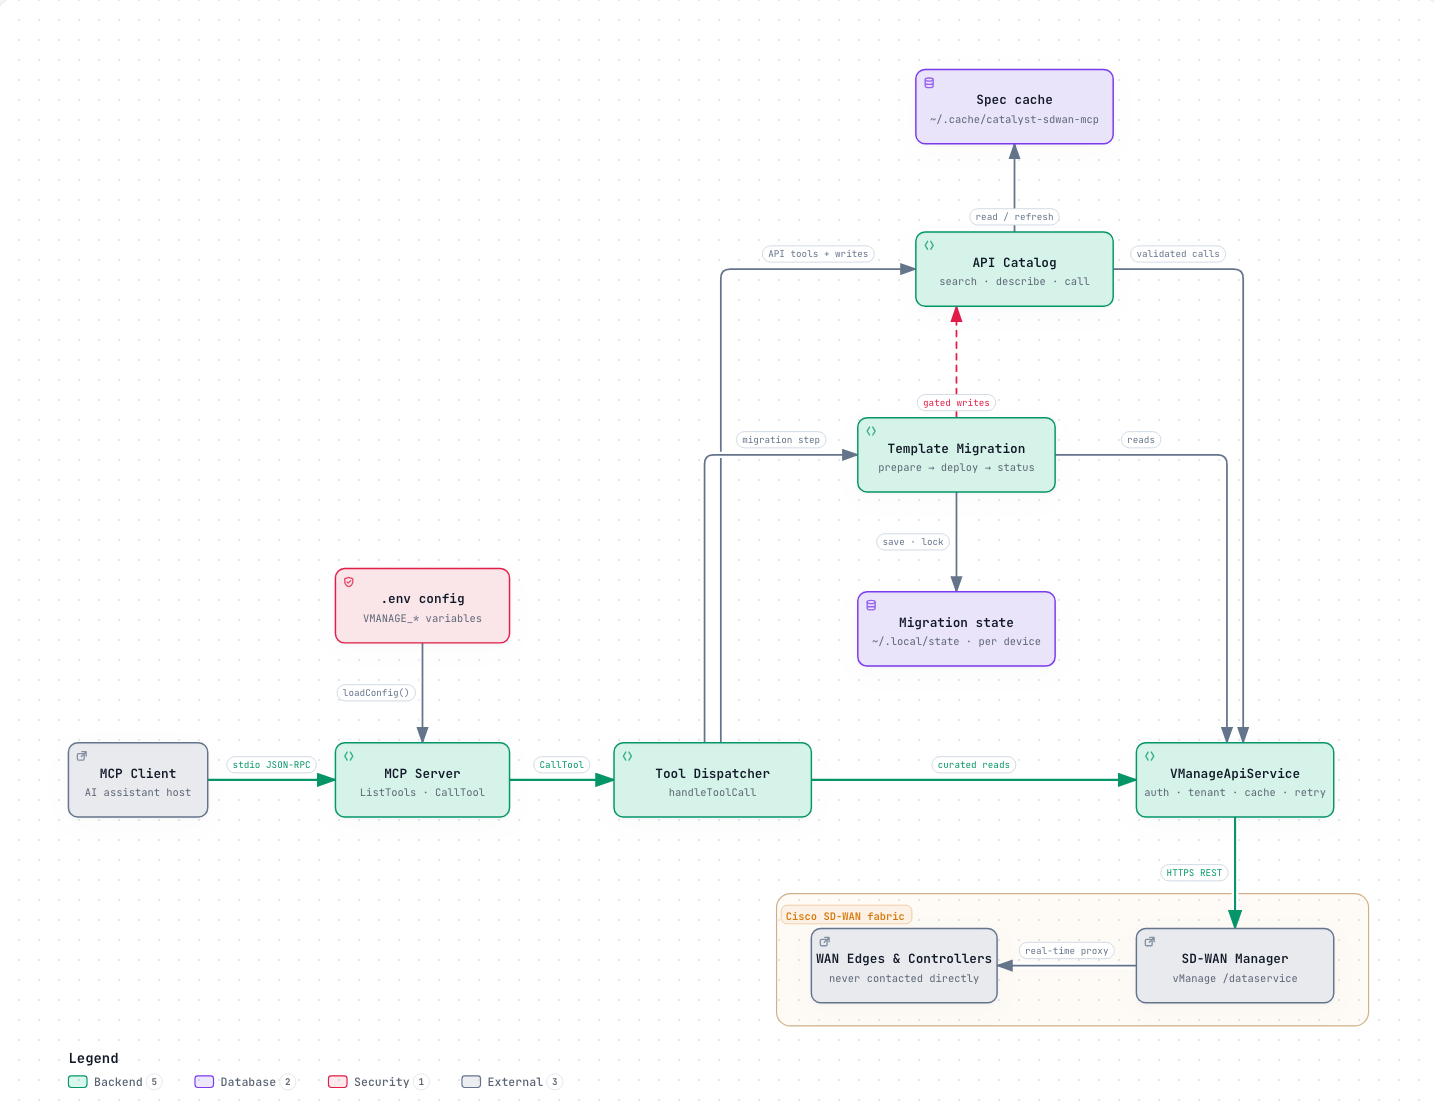 Spec cache
~/.cache/catalyst-sdwan-mcp
read / refresh
API tools + writes
API Catalog
search · describe · call
validated calls
gated writes
migration step
Template Migration
prepare → deploy → status
reads
save · lock
.env config
VMANAGE_* variables
Migration state
~/.local/state · per device
loadConfig()
MCP Client
AI assistant host
stdio JSON-RPC
MCP Server
ListTools · CallTool
CallTool
Tool Dispatcher
handleToolCall
curated reads
VManageApiService
auth · tenant · cache · retry
HTTPS REST
Cisco SD-WAN fabric
WAN Edges & Controllers
never contacted directly
real-time proxy
SD-WAN Manager
vManage /dataservice
Legend
Backend 5
Database 2
Security 1
External 3